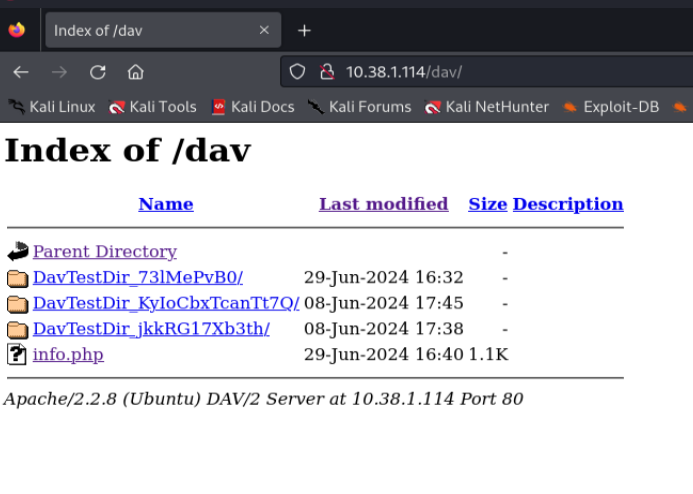 Index of /dav
10.38.1.114/dav/
Kali Linux Kali Tools Kali Docs Kali Forums Kali NetHunter Exploit-DB
Index of /dav
Name Last modified Size Description
Parent Directory -
DavTestDir_73lMePvB0/ 29-Jun-2024 16:32 -
DavTestDir_KyIoCbxTcanTt7Q/ 08-Jun-2024 17:45 -
DavTestDir_jkkRG17Xb3th/ 08-Jun-2024 17:38 -
info.php 29-Jun-2024 16:40 1.1K
Apache/2.2.8 (Ubuntu) DAV/2 Server at 10.38.1.114 Port 80